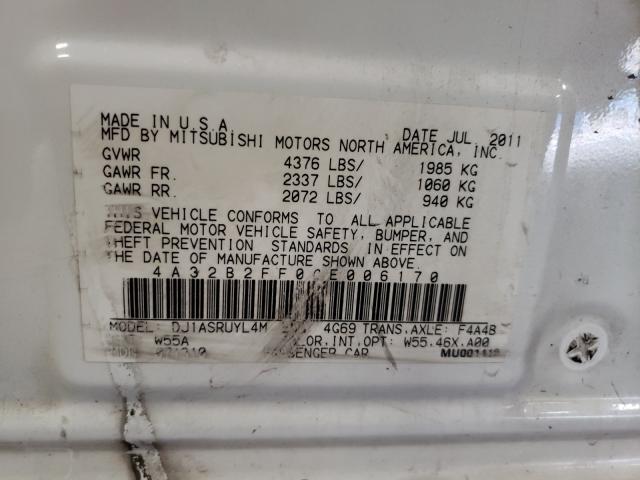 MADE IN U.S.A
DATE JUL 2011
MFD BY MITSUBISHI MOTORS NORTH AMERICA, INC.
GVWR 4376 LBS/ 1985 KG
GAWR FR. 2337 LBS/ 1060 KG
GAWR RR. 2072 LBS/ 940 KG
VEHICLE CONFORMS TO ALL APPLICABLE
FEDERAL MOTOR VEHICLE SAFETY, BUMPER, AND
THEFT PREVENTION STANDARDS IN EFFECT ON
THE DATE OF MANUFACTURE SHOWN ABOVE.
MODEL: DJ1ASRUYL4M 4G69 TRANS.AXLE: F4A4B
W55A INT.OPT: W55.46X.A00
CAR